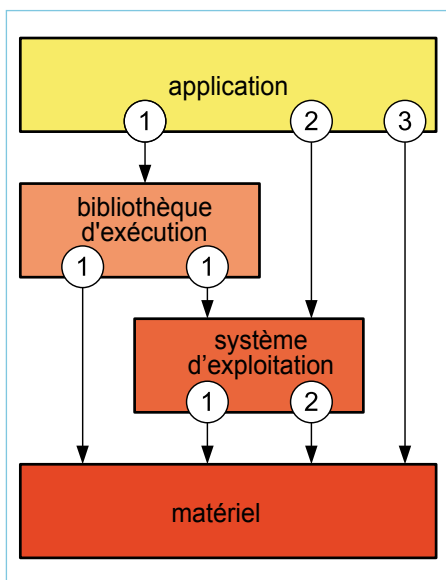 application
1 2 3
bibliothèque
d'exécution
1 1
système
d'exploitation
1 2
matériel